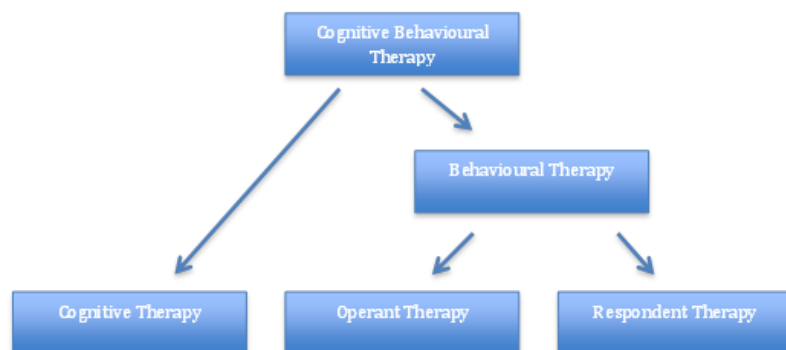 Cognitive Behavioural
Therapy
Behavioural Therapy
Cognitive Therapy
Operant Therapy
Respondent Therapy